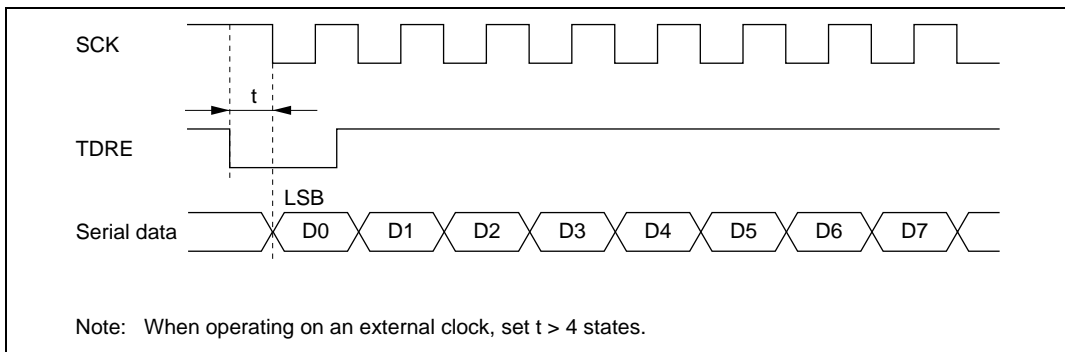 SCK
t
TDRE
LSB
Serial data D0 D1 D2 D3 D4 D5 D6 D7
Note: When operating on an external clock, set t > 4 states.